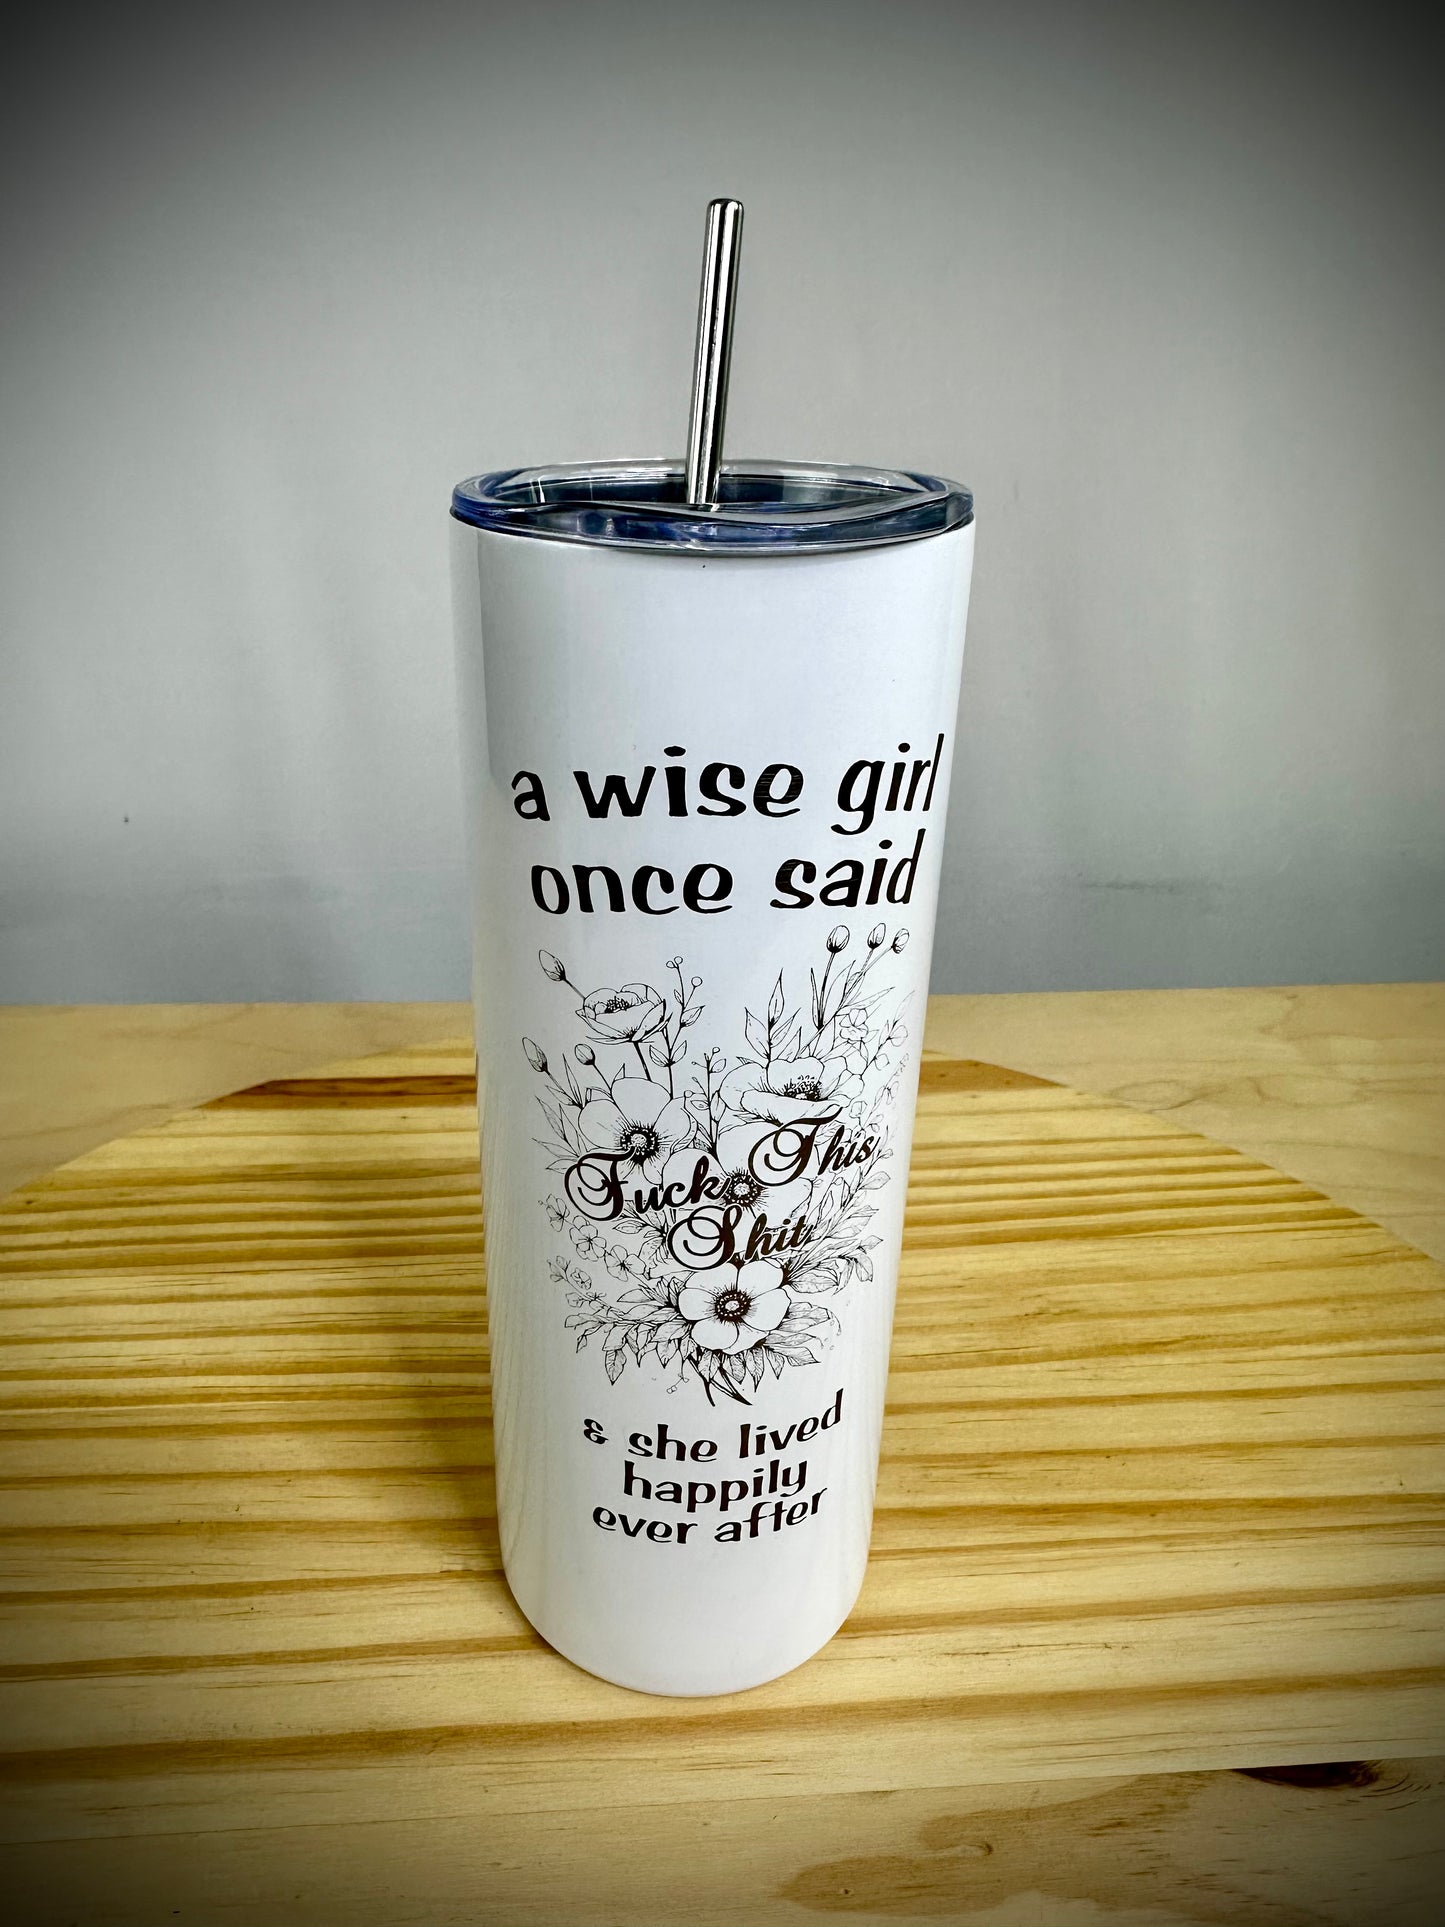 a wise girl
once said
Fuck This
Shit
& she lived
happily
ever after